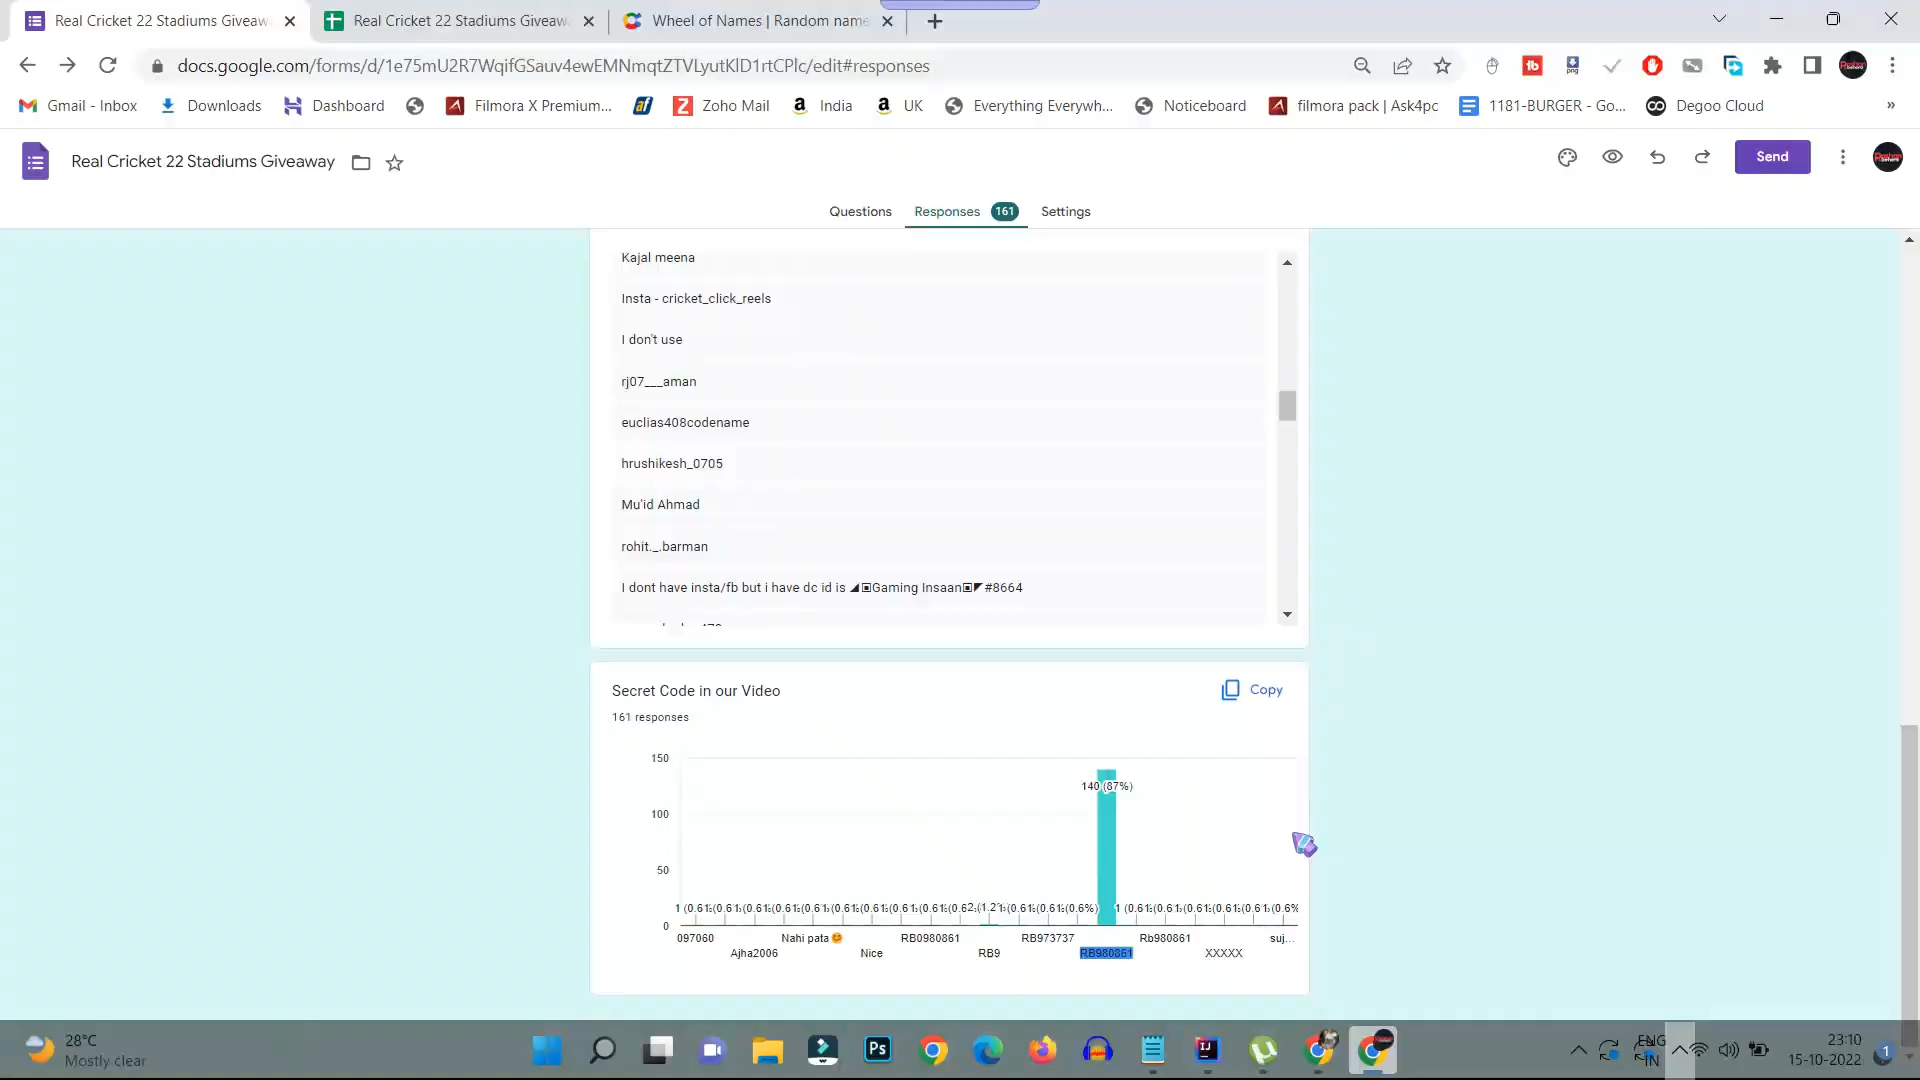 Real Cricket 22 Stadiums Giveaw
Real Cricket 22 Stadiums Giveaw
Wheel of Names | Random name
docs.google.com/forms/d/1e75mU2R7WqifGSauv4ewEMNmqtZTVLyutKlD1rtCPlc/edit#responses
Gmail - Inbox
Downloads
Dashboard
Filmora X Premium...
Zoho Mail
India
UK
Everything Everywh...
Noticeboard
filmora pack | Ask4pc
1181-BURGER - Go...
Degoo Cloud
»
Real Cricket 22 Stadiums Giveaway
Send
Questions
Responses 161
Settings
Kajal meena
Insta - cricket_click_reels
I don't use
rj07___aman
euclias408codename
hrushikesh_0705
Mu'id Ahmad
rohit._.barman
I dont have insta/fb but i have dc id is ◢▣Gaming Insaan▣◤#8664
Secret Code in our Video
Copy
161 responses
150
100
50
0
140 (87%)
097060
Nahi pata😊
RB0980861
RB973737
Rb980861
suj...
Ajha2006
Nice
RB9
RB980861
XXXXX
28°C
Mostly clear
Ps
IJ
ENG
IN
23:10
15-10-2022
1